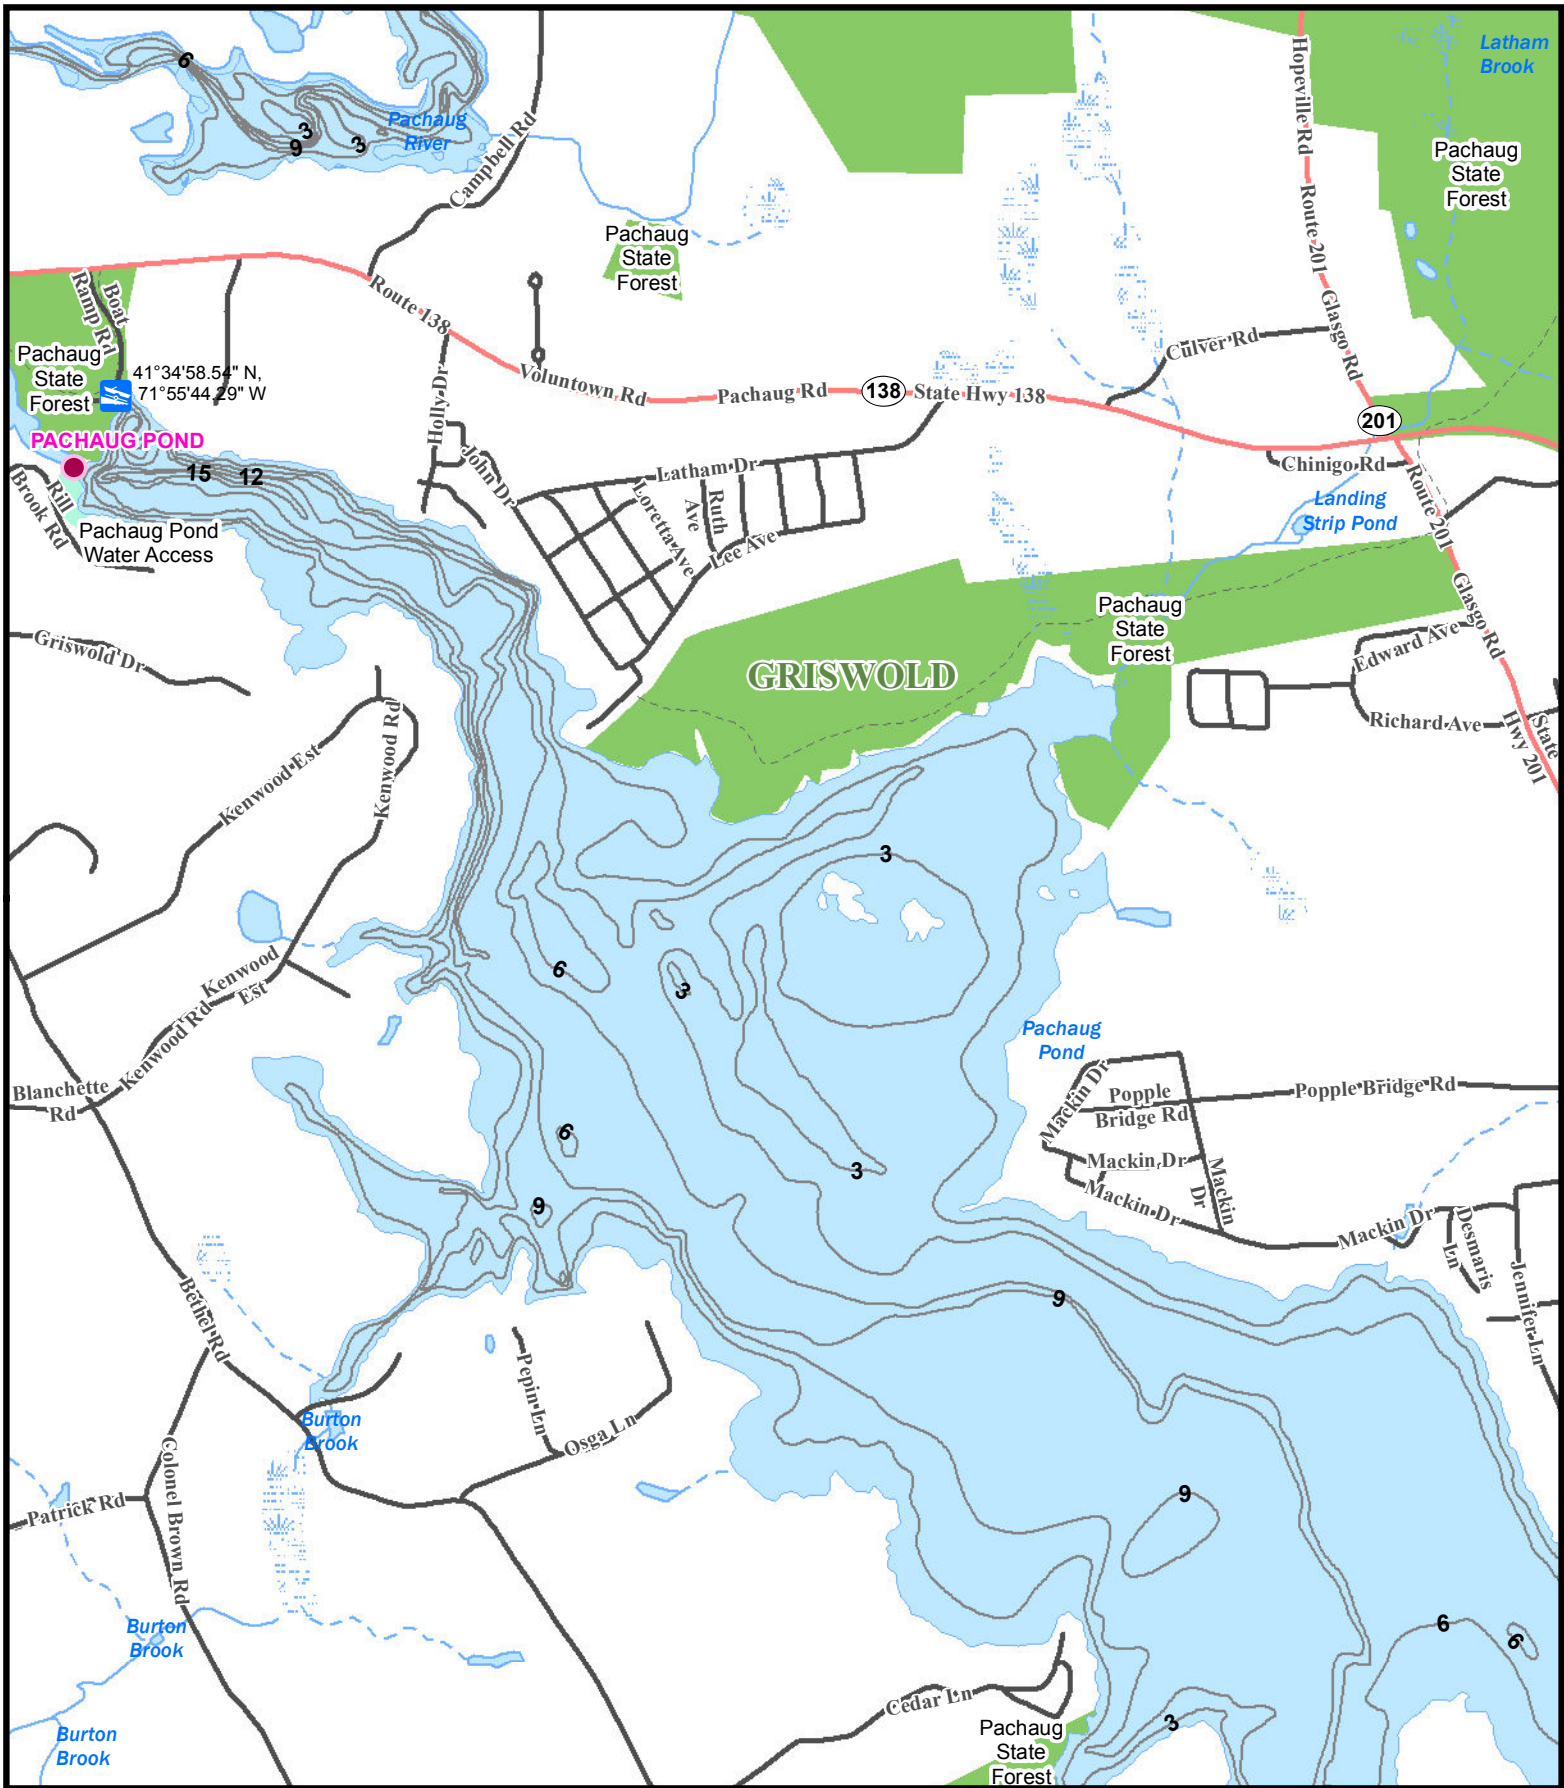 Latham
Brook
6
3
9
3
Pachaug
River
Campbell Rd
Hopeville Rd
Route 201
Glasgo Rd
Pachaug
State
Forest
Pachaug
State
Forest
Boat
Ramp Rd
Route 138
Pachaug
State
Forest
41°34'58.54" N,
71°55'44.29" W
Voluntown Rd
Pachaug Rd
138
State Hwy 138
Culver Rd
201
Holly Dr
PACHAUG POND
15
12
John Dr
Latham Dr
Loretta Ave
Ruth
Ave
Lee Ave
Chinigo Rd
Route 201
Landing
Strip Pond
Rill
Brook Rd
Pachaug Pond
Water Access
Glasgo Rd
Pachaug
State
Forest
Edward Ave
Griswold Dr
GRISWOLD
Richard Ave
State
Hwy 201
Kenwood Est
Kenwood Rd
3
6
3
Kenwood
Est
Kenwood Rd
Pachaug
Pond
Blanchette
Rd
Mackin Dr
Popple
Bridge Rd
Popple Bridge Rd
6
3
Mackin Dr
Mackin Dr
Mackin
Dr
9
Mackin Dr
Desmaris
Ln
Jennifer Ln
9
Bethel Rd
Pepin Ln
Osga Ln
Burton
Brook
Colonel Brown Rd
Patrick Rd
9
Burton
Brook
6
6
Cedar Ln
3
Burton
Brook
Pachaug
State
Forest